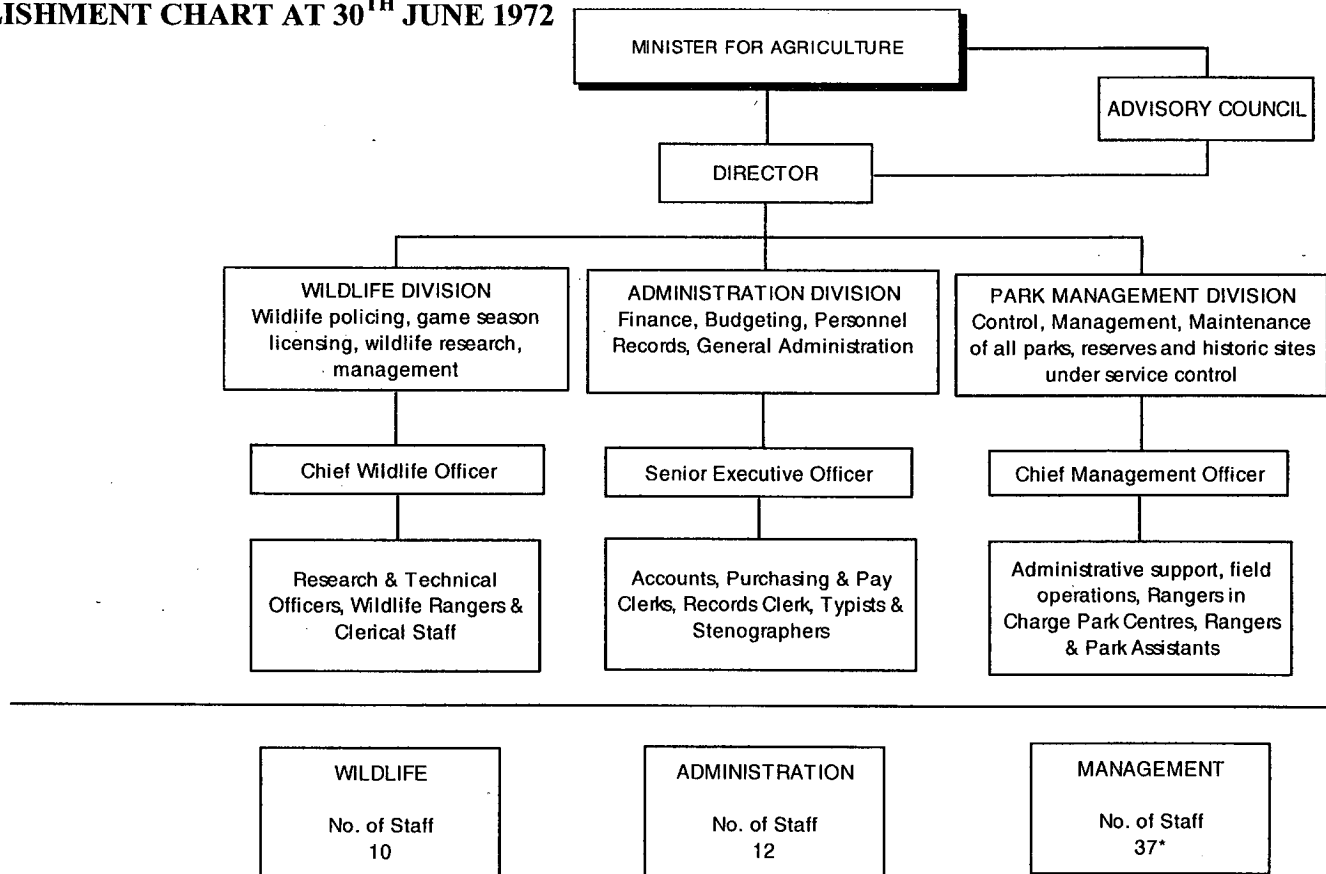 LISHMENT CHART AT 30TH JUNE 1972
MINISTER FOR AGRICULTURE
ADVISORY COUNCIL
DIRECTOR
WILDLIFE DIVISION
Wildlife policing, game season
licensing, wildlife research,
management
ADMINISTRATION DIVISION
Finance, Budgeting, Personnel
Records, General Administration
PARK MANAGEMENT DIVISION
Control, Management, Maintenance
of all parks, reserves and historic sites
under service control
Chief Wildlife Officer
Senior Executive Officer
Chief Management Officer
Research & Technical
Officers, Wildlife Rangers &
Clerical Staff
Accounts, Purchasing & Pay
Clerks, Records Clerk, Typists &
Stenographers
Administrative support, field
operations, Rangers in
Charge Park Centres, Rangers
& Park Assistants
WILDLIFE
No. of Staff
10
ADMINISTRATION
No. of Staff
12
MANAGEMENT
No. of Staff
37*